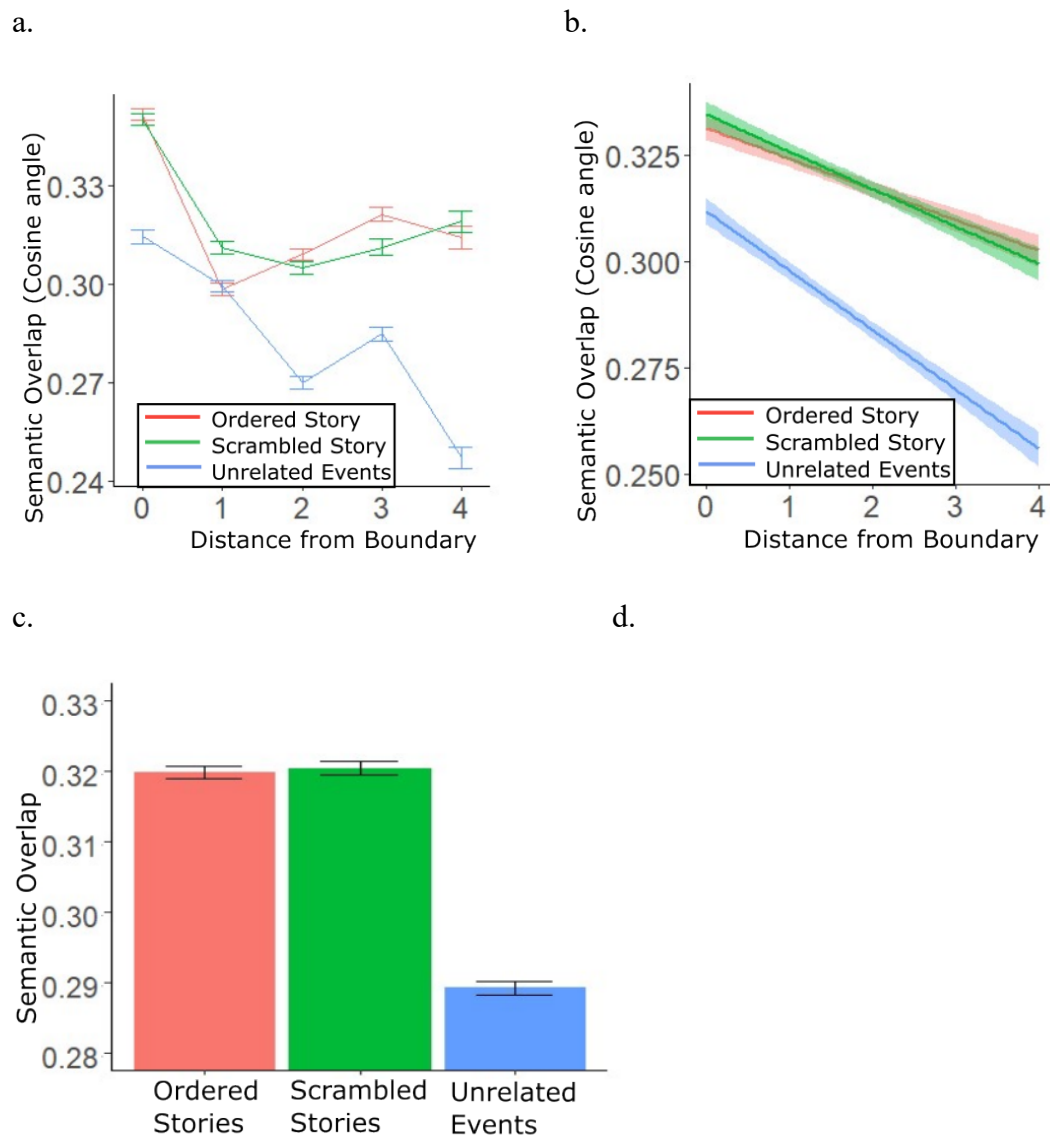 a.
Semantic Overlap (Cosine angle)
0.33
0.30
0.27
0.24
Ordered Story
Scrambled Story
Unrelated Events
0 1 2 3 4
Distance from Boundary
b.
Semantic Overlap (Cosine angle)
0.325
0.300
0.275
0.250
Ordered Story
Scrambled Story
Unrelated Events
0 1 2 3 4
Distance from Boundary
c.
Semantic Overlap
0.33
0.32
0.31
0.30
0.29
0.28
Ordered
Stories
Scrambled
Stories
Unrelated
Events
d.